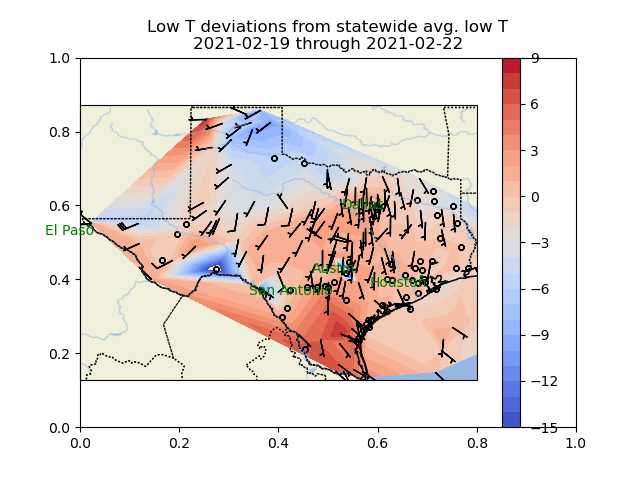 Low T deviations from statewide avg. low T
2021-02-19 through 2021-02-22
1.0
0.8
0.6
0.4
0.2
0.0
0.0 0.2 0.4 0.6 0.8 1.0
El Paso
Dallas
Austin
San Antonio
Houston
9
6
3
0
−3
−6
−9
−12
−15